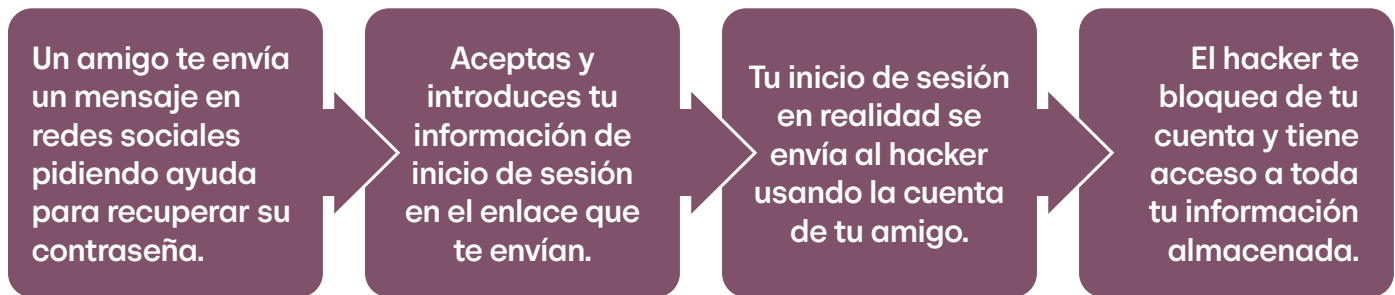 Un amigo te envía
un mensaje en
redes sociales
pidiendo ayuda
para recuperar su
contraseña.
Aceptas y
introduces tu
información de
inicio de sesión
en el enlace que
te envían.
Tu inicio de sesión
en realidad se
envía al hacker
usando la cuenta
de tu amigo.
El hacker te
bloquea de tu
cuenta y tiene
acceso a toda
tu información
almacenada.